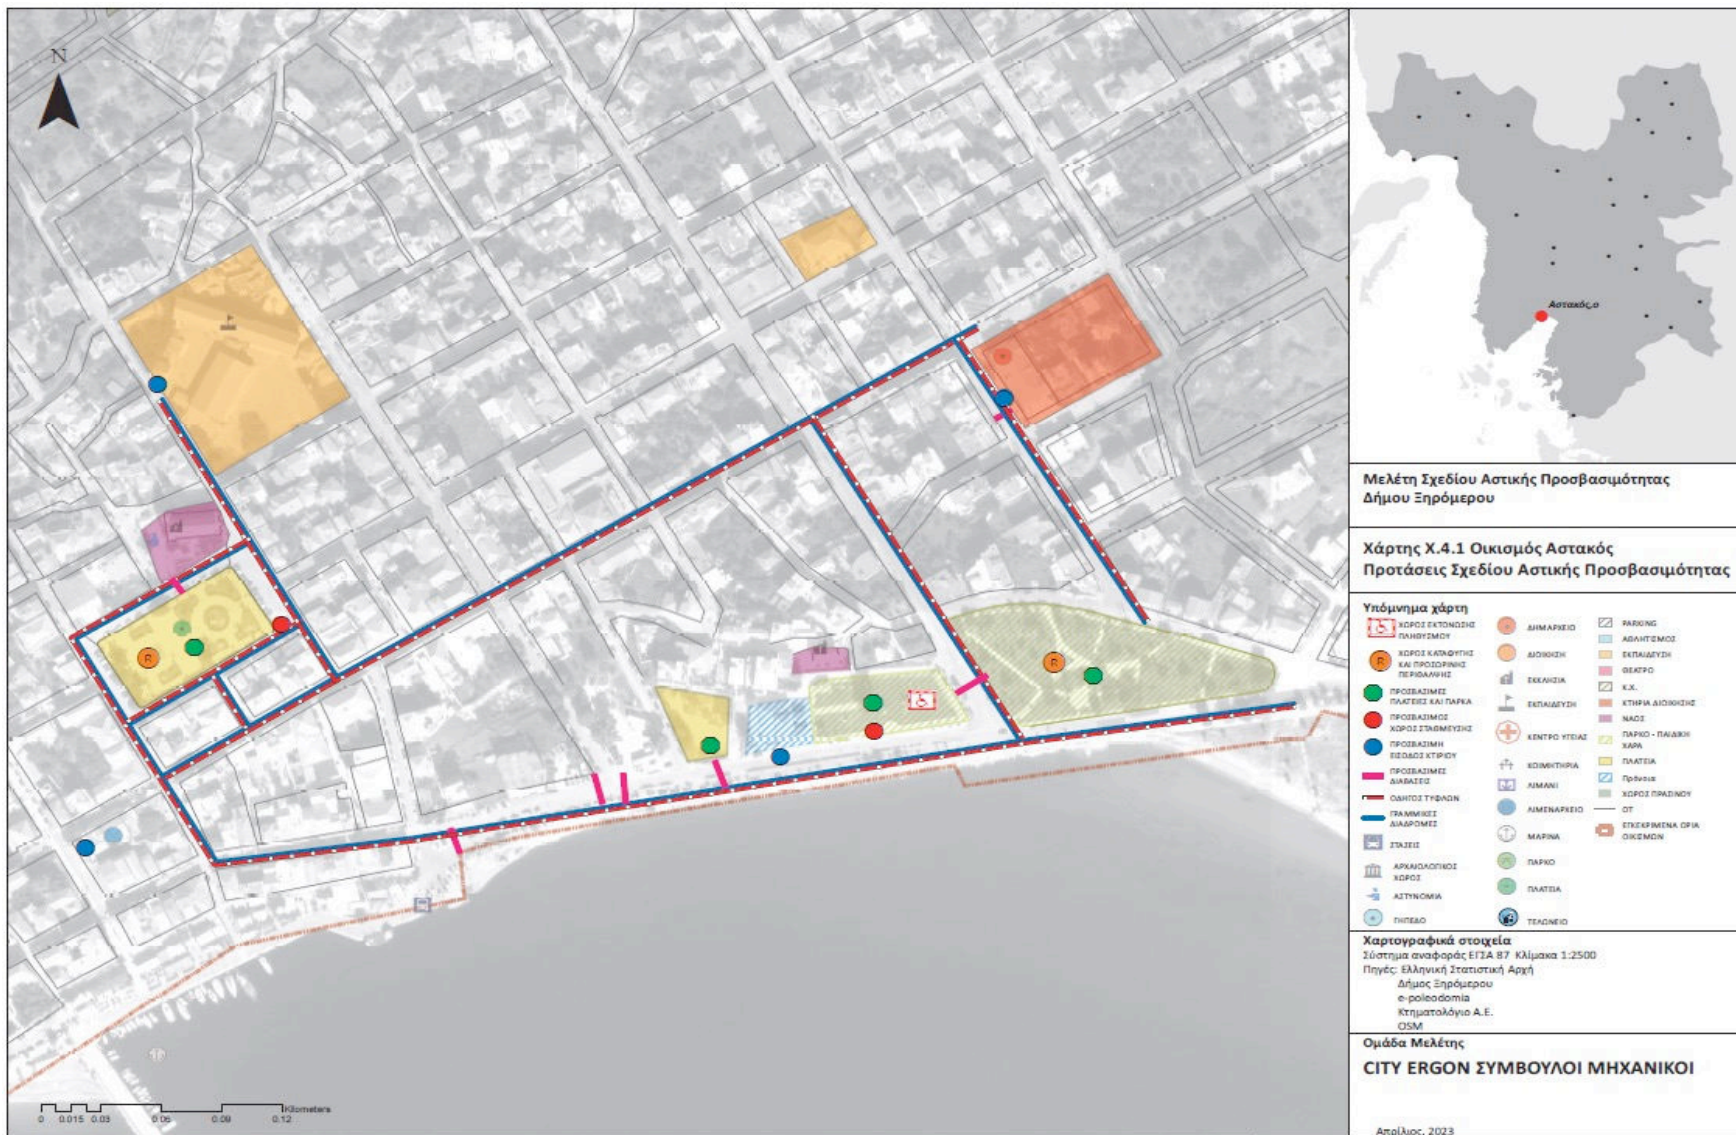 N
Αστακός,ο
Μελέτη Σχεδίου Αστικής Προσβασιμότητας
Δήμου Ξηρόμερου
Χάρτης Χ.4.1 Οικισμός Αστακός
Προτάσεις Σχεδίου Αστικής Προσβασιμότητας
Υπόμνημα χάρτη
ΧΩΡΟΣ ΕΚΤΟΝΩΣΗΣ
ΠΛΗΘΥΣΜΟΥ
R
ΧΩΡΟΣ ΚΑΤΑΦΥΓΗΣ
ΚΑΙ ΠΡΟΣΩΡΙΝΗΣ
ΠΕΡΙΘΑΛΨΗΣ
ΠΡΟΣΒΑΣΙΜΕΣ
ΠΛΑΤΕΙΕΣ ΚΑΙ ΠΑΡΚΑ
ΠΡΟΣΒΑΣΙΜΟΣ
ΧΩΡΟΣ ΣΤΑΘΜΕΥΣΗΣ
ΠΡΟΣΒΑΣΙΜΗ
ΕΙΣΟΔΟΣ ΧΤΙΡΙΟΥ
ΠΡΟΣΒΑΣΙΜΕΣ
ΔΙΑΒΑΣΕΙΣ
ΟΔΗΓΟΣ ΤΥΦΛΩΝ
ΓΡΑΜΜΙΚΕΣ
ΔΙΑΔΡΟΜΕΣ
ΣΤΑΣΕΙΣ
ΑΡΧΑΙΟΛΟΓΙΚΟΣ
ΧΩΡΟΣ
ΑΣΤΥΝΟΜΙΑ
ΓΗΠΕΔΟ
ΔΗΜΑΡΧΕΙΟ
ΔΙΟΙΚΗΣΗ
ΕΚΚΛΗΣΙΑ
ΕΚΠΑΙΔΕΥΣΗ
ΚΕΝΤΡΟ ΥΓΕΙΑΣ
ΚΟΙΜΗΤΗΡΙΑ
ΛΙΜΑΝΙ
ΛΙΜΕΝΑΡΧΕΙΟ
ΜΑΡΙΝΑ
ΠΑΡΚΟ
ΠΛΑΤΕΙΑ
ΤΕΛΩΝΕΙΟ
PARKING
ΑΘΛΗΤΙΣΜΟΣ
ΕΚΠΑΙΔΕΥΣΗ
ΘΕΑΤΡΟ
Κ.Χ.
ΚΤΗΡΙΑ ΔΙΟΙΚΗΣΗΣ
ΝΑΟΣ
ΠΑΡΚΟ - ΠΑΙΔΙΚΗ
ΧΑΡΑ
ΠΛΑΤΕΙΑ
Πρόνοια
ΧΩΡΟΣ ΠΡΑΣΙΝΟΥ
ΟΤ
ΕΓΚΕΚΡΙΜΕΝΑ ΟΡΙΑ
ΟΙΚΙΣΜΩΝ
R
R
Χαρτογραφικά στοιχεία
Σύστημα αναφοράς ΕΓΣΑ 87 Κλίμακα 1:2500
Πηγές: Ελληνική Στατιστική Αρχή
Δήμος Ξηρόμερου
e-poleodomia
Κτηματολόγιο Α.Ε.
OSM
Ομάδα Μελέτης
CITY ERGON ΣΥΜΒΟΥΛΟΙ ΜΗΧΑΝΙΚΟΙ
Απρίλιος, 2023
Kilometers
0 0.015 0.03 0.06 0.09 0.12